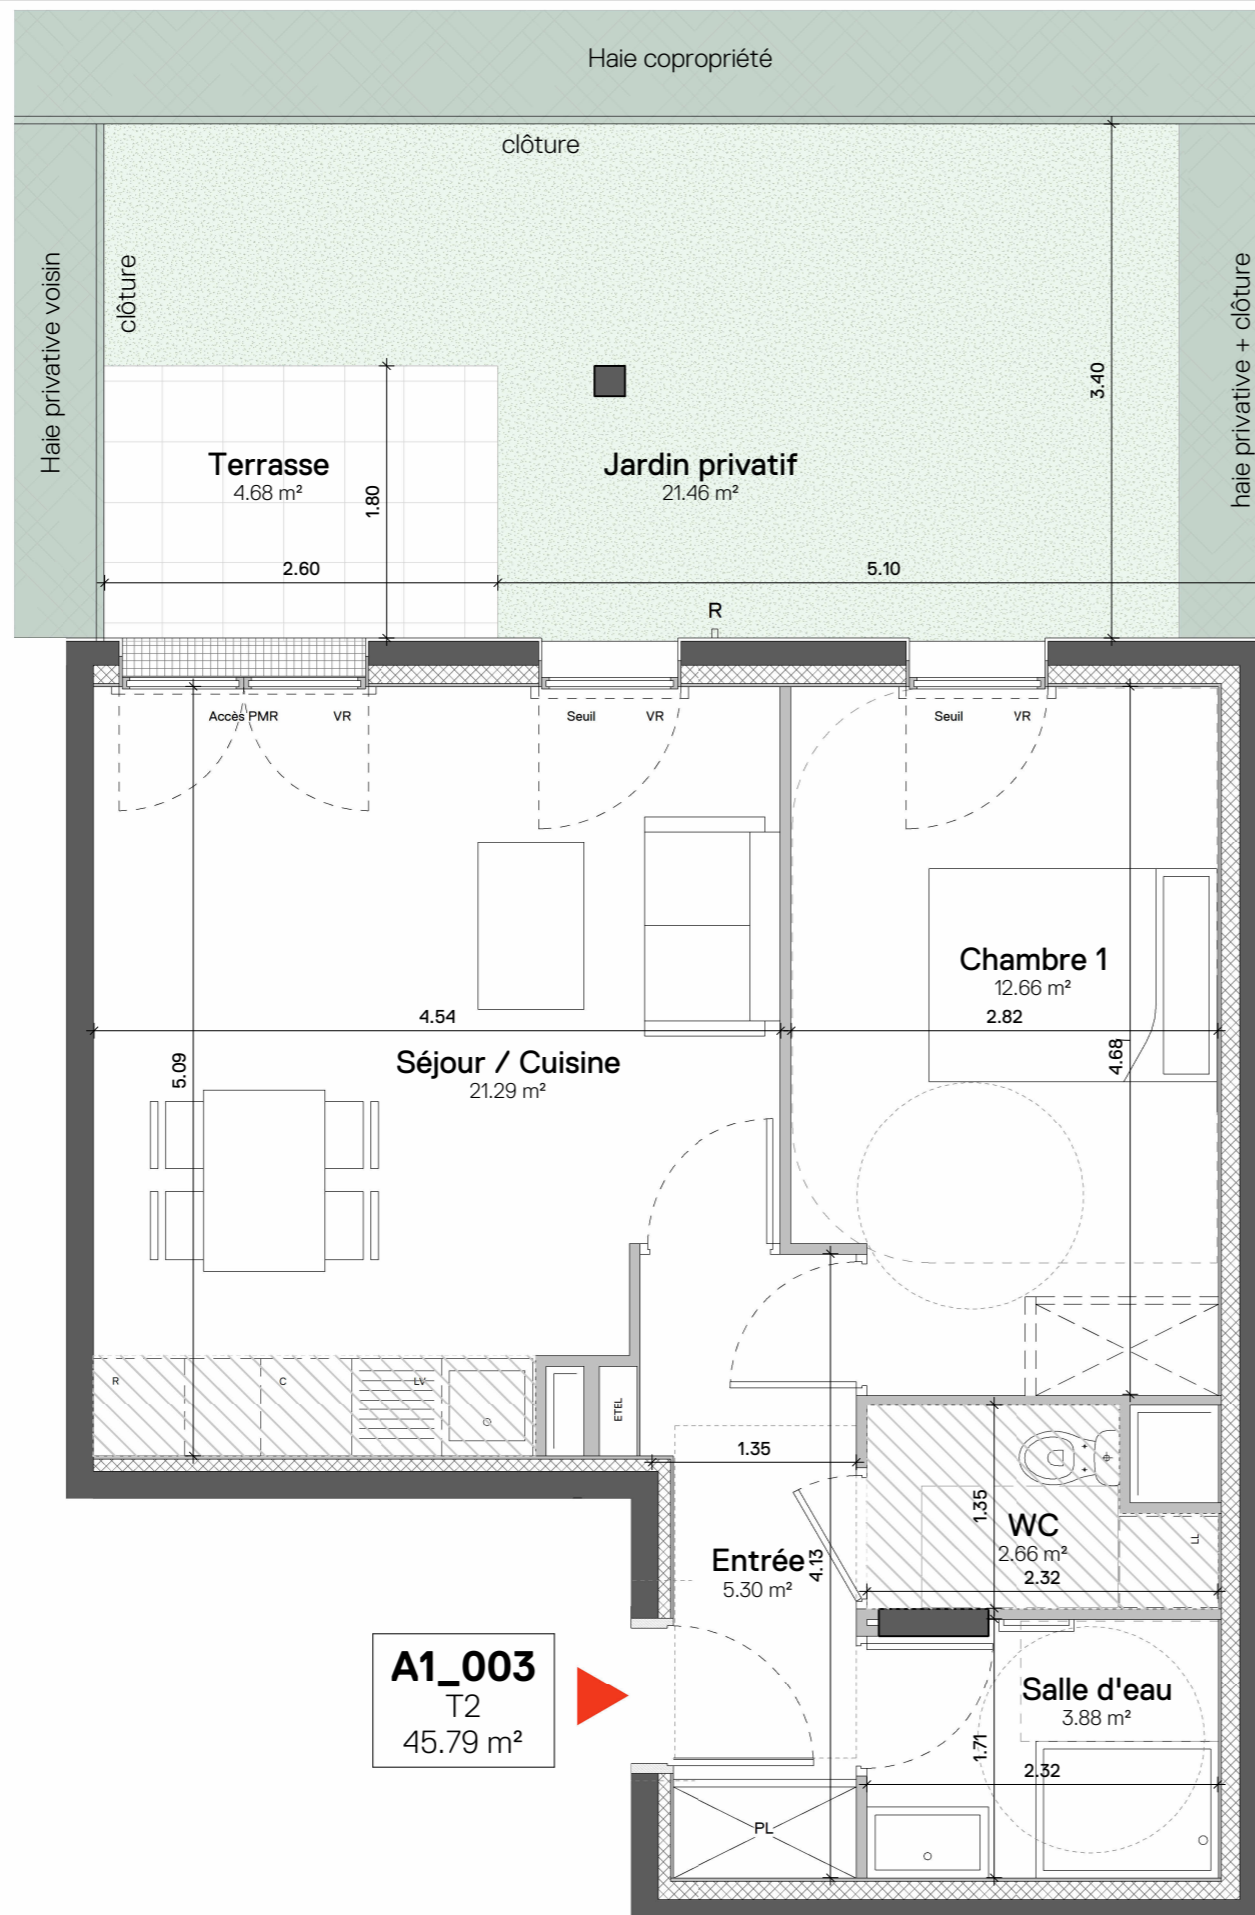 Haie copropriété
clôture
Haie privative voisin
clôture
haie privative + clôture
3.40
Terrasse
4.68 m²
1.80
Jardin privatif
21.46 m²
2.60
5.10
R
Accès PMR
VR
Seuil
VR
Seuil
VR
Chambre 1
12.66 m²
4.54
2.82
4.68
5.09
Séjour / Cuisine
21.29 m²
R
C
LV
ETEL
1.35
1.35
WC
2.66 m²
2.32
LL
Entrée
5.30 m²
4.13
A1_003
T2
45.79 m²
Salle d'eau
3.88 m²
1.71
2.32
PL